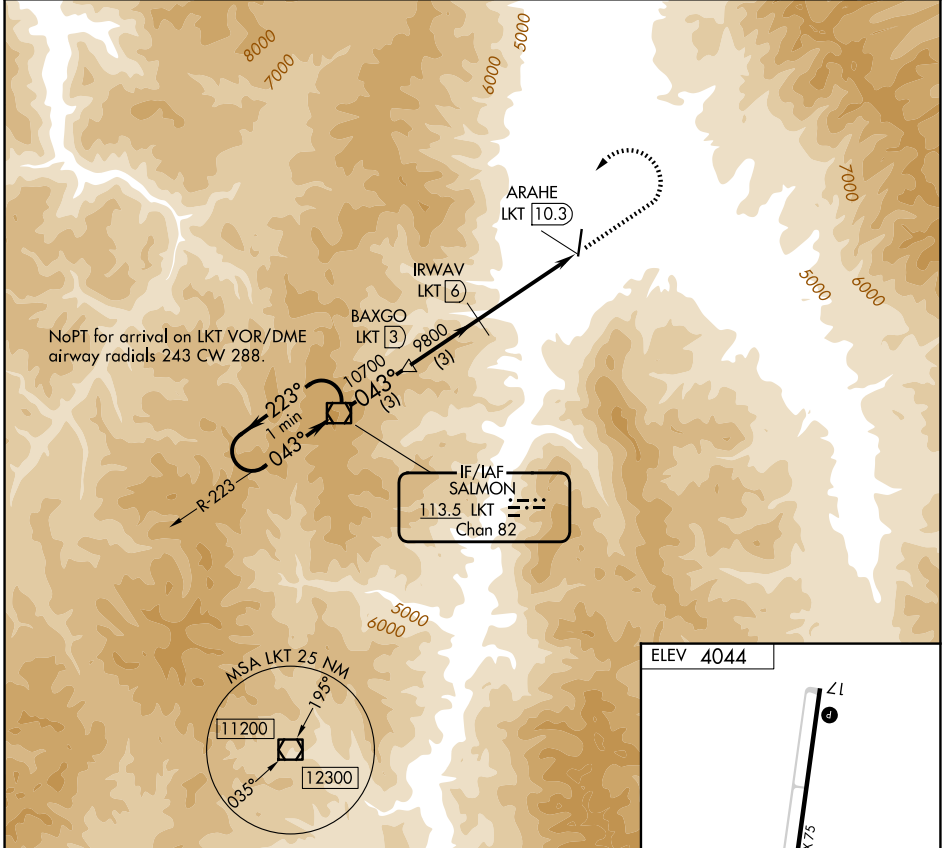 8000
7000
5000
6000
7000
ARAHE
LKT 10.3
IRWAV
LKT 6
BAXGO
LKT 3
NoPT for arrival on LKT VOR/DME
airway radials 243 CW 288.
9800
(3)
10700
043°
(3)
223°
1 min
043°
R-223
5000
6000
IF/IAF
SALMON
113.5 LKT
Chan 82
5000
6000
MSA LKT 25 NM
195°
11200
12300
035°
ELEV 4044
17
P
X 75